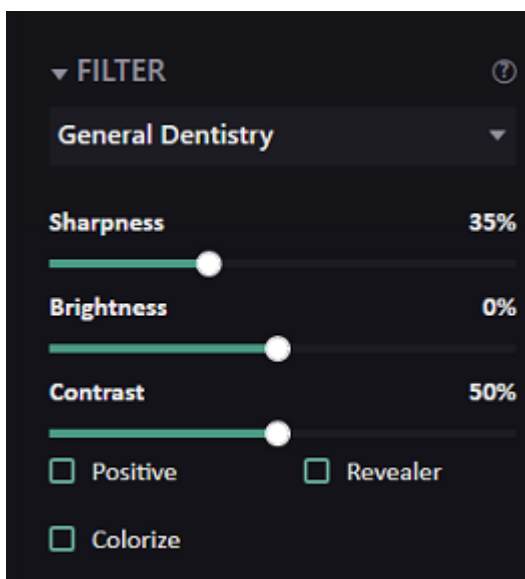 FILTER
General Dentistry
Sharpness 35%
Brightness 0%
Contrast 50%
Positive Revealer
Colorize